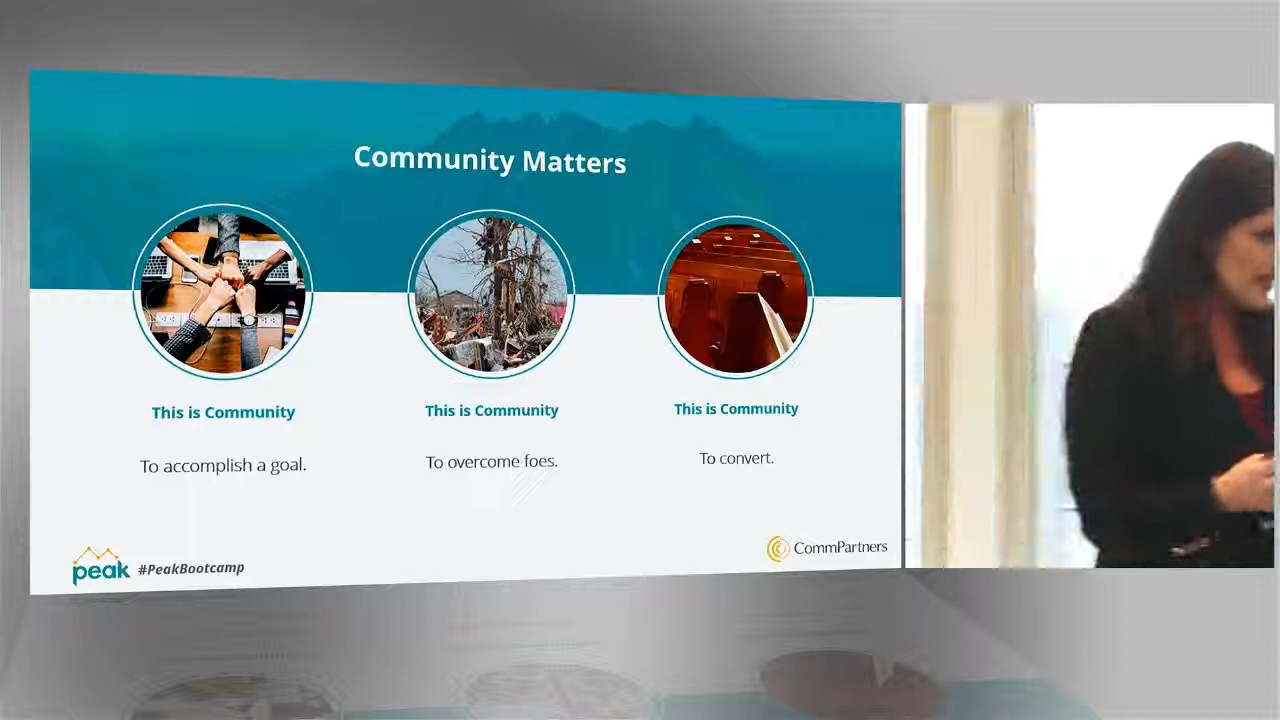 Community Matters
This is Community
This is Community
This is Community
To accomplish a goal.
To overcome foes.
To convert.
peak #PeakBootcamp
CommPartners